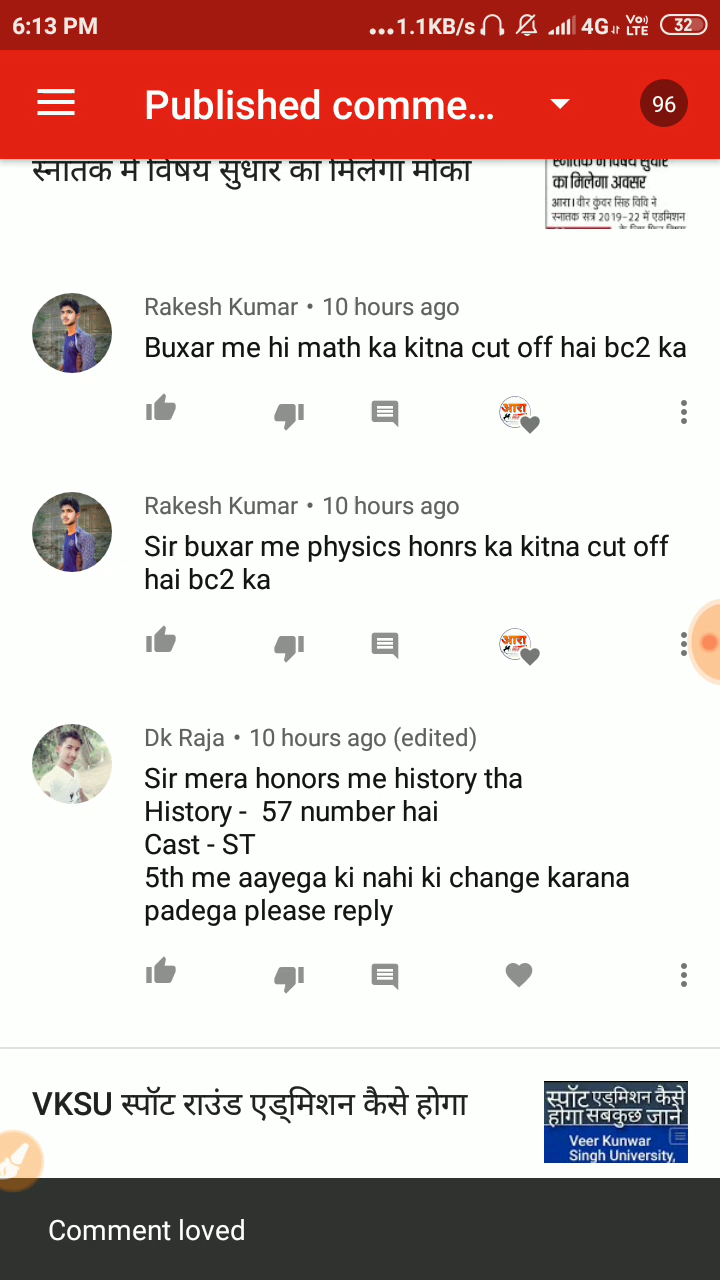 6:13 PM
...1.1KB/s 4G Vo)) LTE 32
Published comme... 96
स्नातक में विषय सुधार का मिलेगा मौका
स्नातक में विषय सुधार
का मिलेगा अवसर
आरा। वीर कुंवर सिंह विवि ने
स्नातक सत्र 2019-22 में एडमिशन
Rakesh Kumar • 10 hours ago
Buxar me hi math ka kitna cut off hai bc2 ka
आरा
Rakesh Kumar • 10 hours ago
Sir buxar me physics honrs ka kitna cut off
hai bc2 ka
आरा
Dk Raja • 10 hours ago (edited)
Sir mera honors me history tha
History - 57 number hai
Cast - ST
5th me aayega ki nahi ki change karana
padega please reply
VKSU स्पॉट राउंड एड्मिशन कैसे होगा
स्पॉट एड्मिशन कैसे
होगा सबकुछ जाने
Veer Kunwar
Singh University,
Comment loved